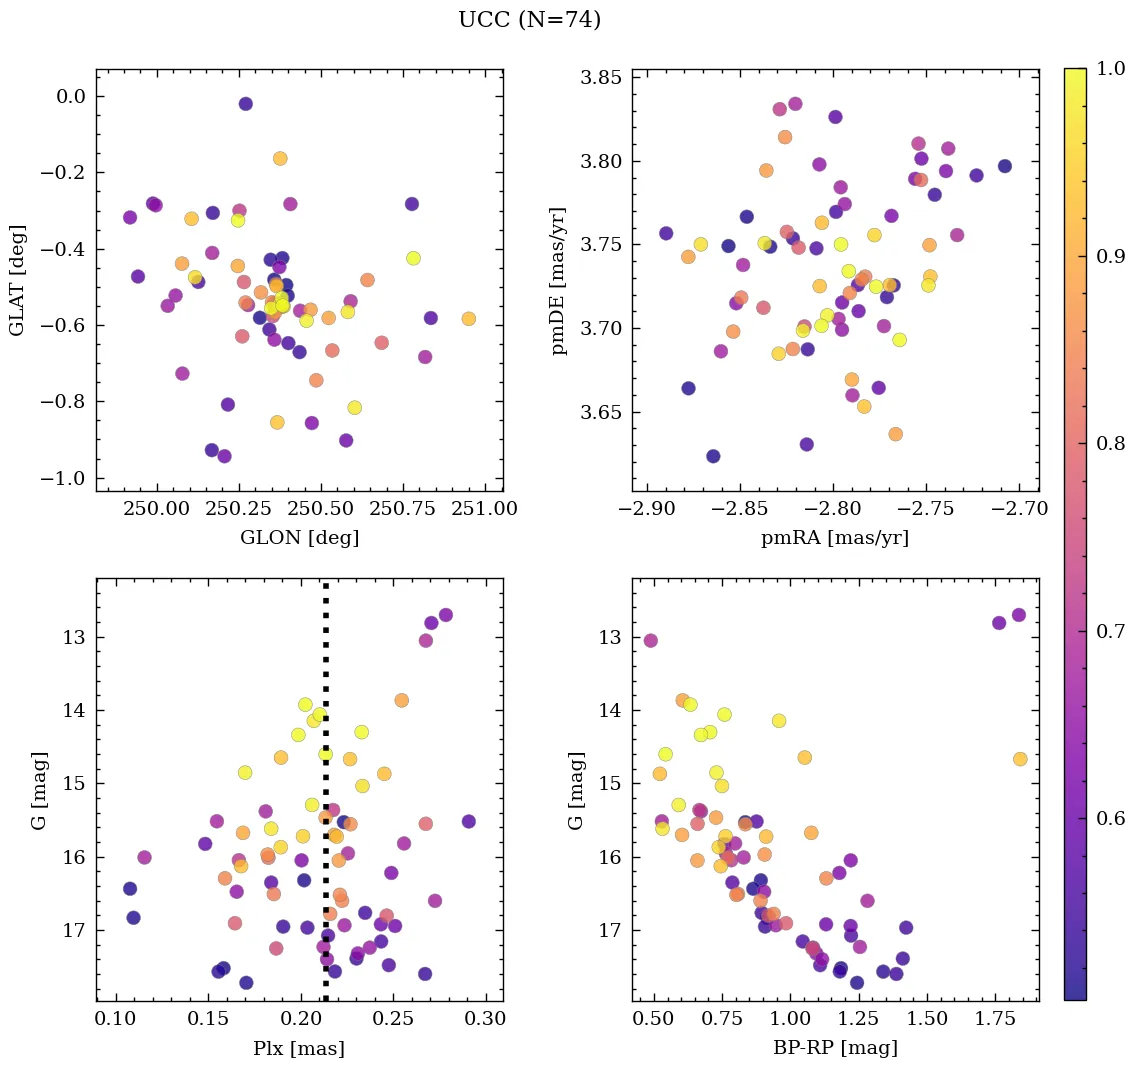 UCC (N=74)
0.0
−0.2
−0.4
−0.6
−0.8
−1.0
GLAT [deg]
250.00 250.25 250.50 250.75 251.00
GLON [deg]
3.85
3.80
3.75
3.70
3.65
pmDE [mas/yr]
−2.90 −2.85 −2.80 −2.75 −2.70
pmRA [mas/yr]
1.0
0.9
0.8
0.7
0.6
13
14
15
16
17
G [mag]
0.10 0.15 0.20 0.25 0.30
Plx [mas]
13
14
15
16
17
G [mag]
0.50 0.75 1.00 1.25 1.50 1.75
BP-RP [mag]